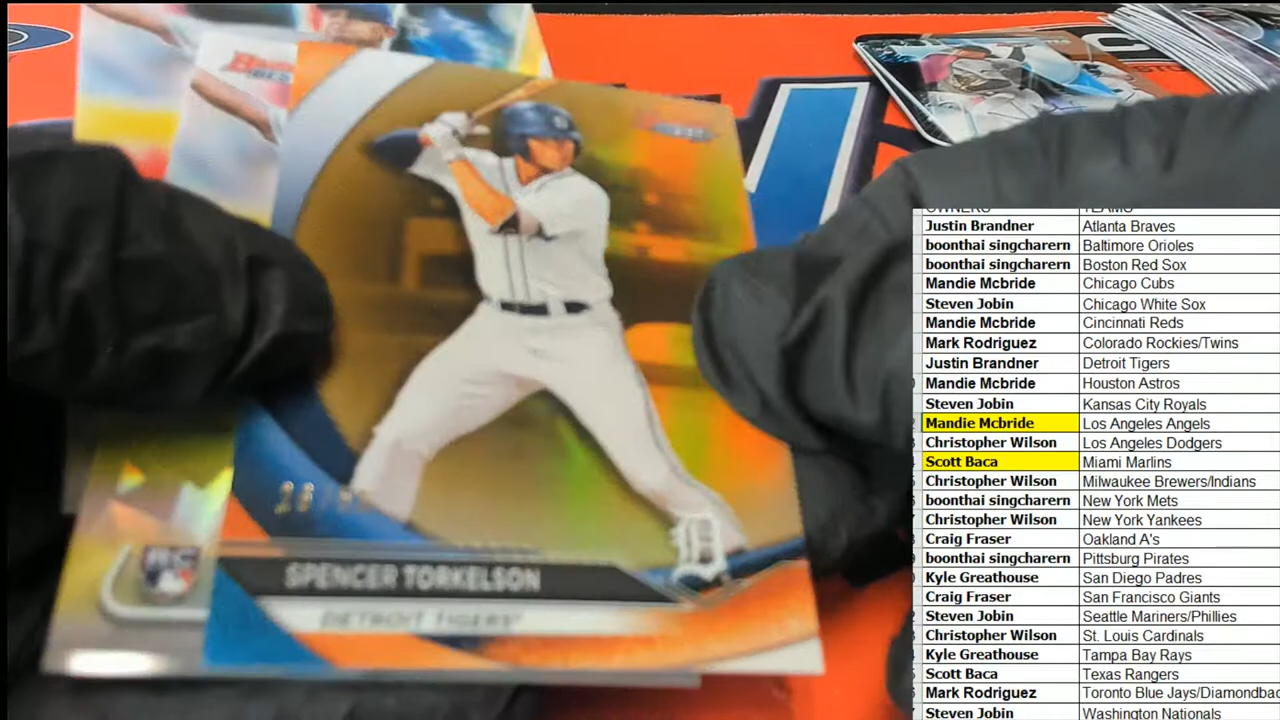 SPENCER TORKELSON
DETROIT TIGERS
RC
OWNERS TEAMS
Justin Brandner Atlanta Braves
boonthai singcharern Baltimore Orioles
boonthai singcharern Boston Red Sox
Mandie Mcbride Chicago Cubs
Steven Jobin Chicago White Sox
Mandie Mcbride Cincinnati Reds
Mark Rodriguez Colorado Rockies/Twins
Justin Brandner Detroit Tigers
Mandie Mcbride Houston Astros
Steven Jobin Kansas City Royals
Mandie Mcbride Los Angeles Angels
Christopher Wilson Los Angeles Dodgers
Scott Baca Miami Marlins
Christopher Wilson Milwaukee Brewers/Indians
boonthai singcharern New York Mets
Christopher Wilson New York Yankees
Craig Fraser Oakland A's
boonthai singcharern Pittsburg Pirates
Kyle Greathouse San Diego Padres
Craig Fraser San Francisco Giants
Steven Jobin Seattle Mariners/Phillies
Christopher Wilson St. Louis Cardinals
Kyle Greathouse Tampa Bay Rays
Scott Baca Texas Rangers
Mark Rodriguez Toronto Blue Jays/Diamondbac
Steven Jobin Washington Nationals